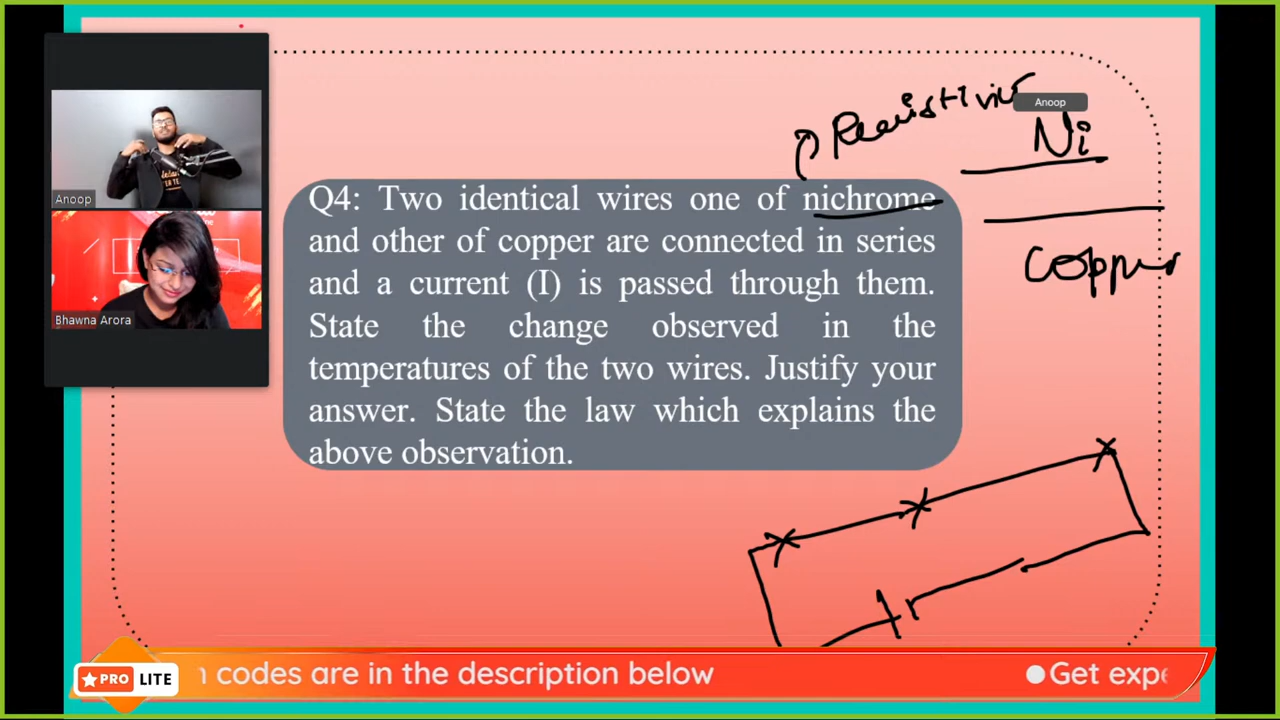 Resistivi
Anoop
Ni
Anoop
Q4: Two identical wires one of nichrome
and other of copper are connected in series
and a current (I) is passed through them.
State the change observed in the
temperatures of the two wires. Justify your
answer. State the law which explains the
above observation.
copper
Bhawna Arora
PRO LITE
n codes are in the description below
Get expe